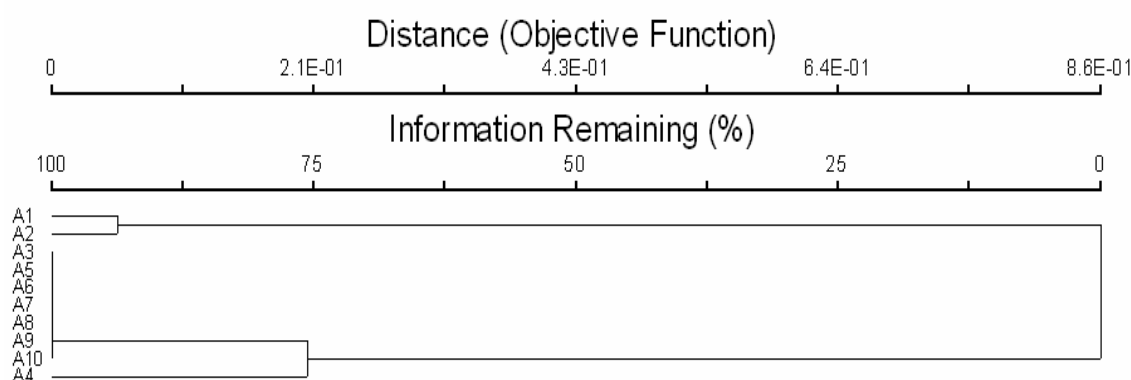 Distance (Objective Function)
0 2.1E-01 4.3E-01 6.4E-01 8.6E-01
Information Remaining (%)
100 75 50 25 0
A1
A2
A3
A5
A6
A7
A8
A9
A10
A4